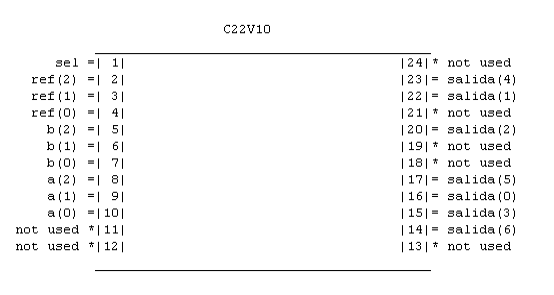 C22V10
sel =| 1| |24|* not used
ref(2) =| 2| |23|= salida(4)
ref(1) =| 3| |22|= salida(1)
ref(0) =| 4| |21|* not used
b(2) =| 5| |20|= salida(2)
b(1) =| 6| |19|* not used
b(0) =| 7| |18|* not used
a(2) =| 8| |17|= salida(5)
a(1) =| 9| |16|= salida(0)
a(0) =|10| |15|= salida(3)
not used *|11| |14|= salida(6)
not used *|12| |13|* not used